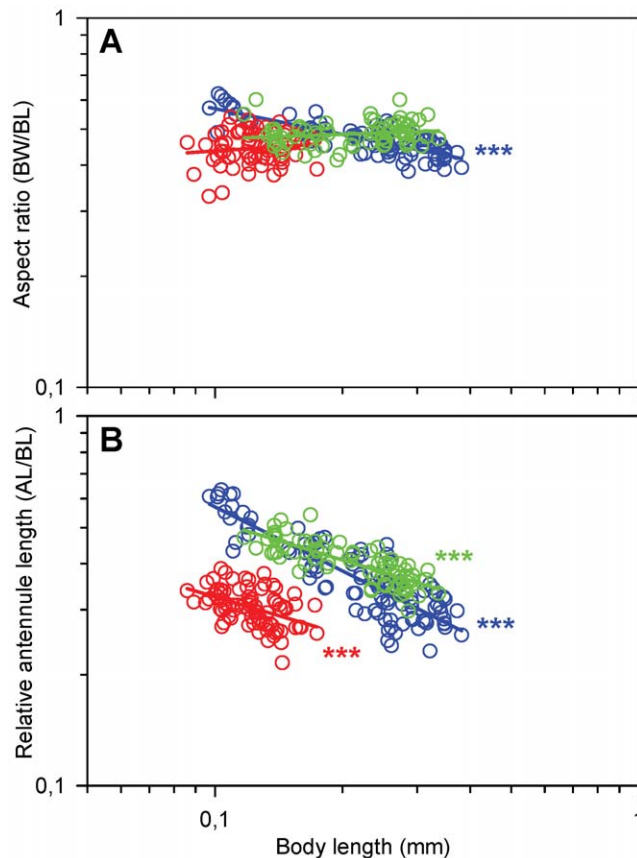 1
A
Aspect ratio (BW/BL)
***
0,1
1
B
Relative antennule length (AL/BL)
***
***
***
0,1
0,1
1
Body length (mm)